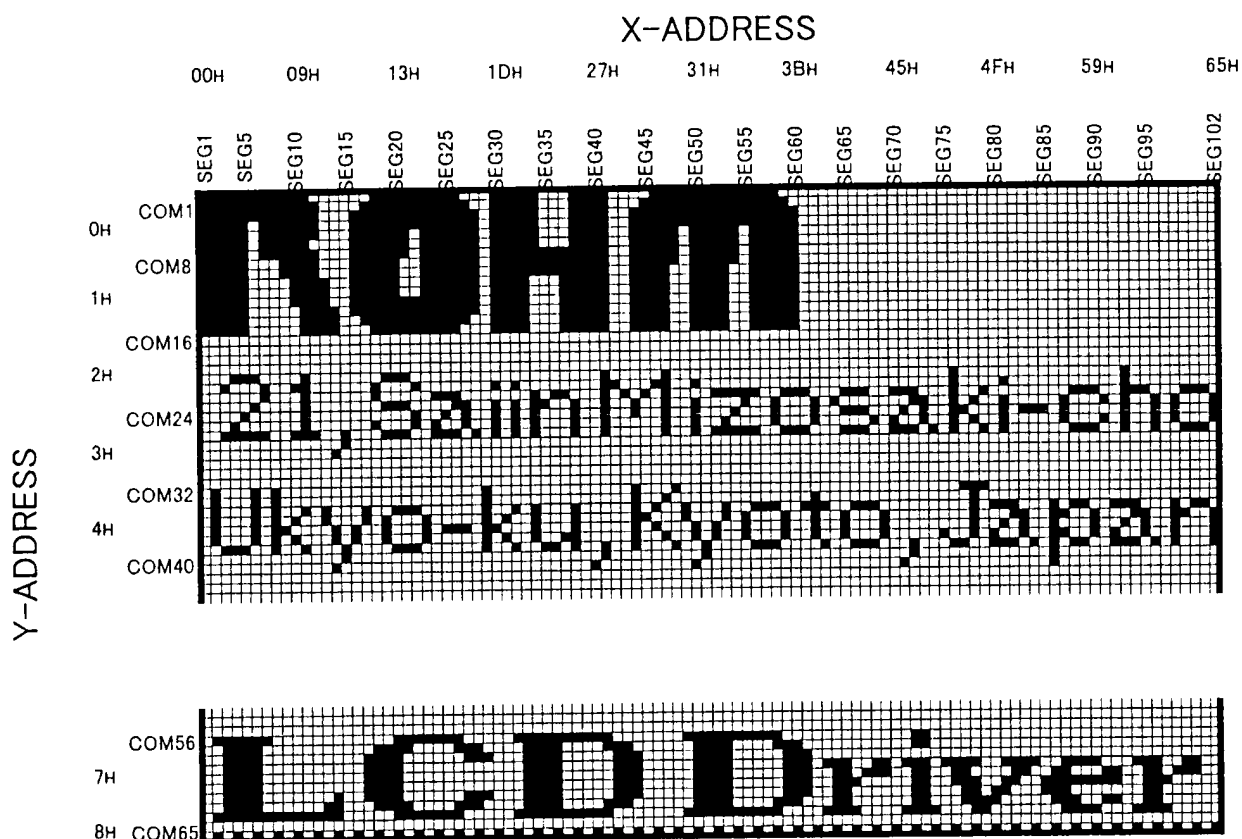 X-ADDRESS
00H 09H 13H 1DH 27H 31H 3BH 45H 4FH 59H 65H
SEG1 SEG5 SEG10 SEG15 SEG20 SEG25 SEG30 SEG35 SEG40 SEG45 SEG50 SEG55 SEG60 SEG65 SEG70 SEG75 SEG80 SEG85 SEG90 SEG95 SEG102
Y-ADDRESS
COM1
0H
COM8
1H
COM16
2H
COM24
3H
COM32
4H
COM40
ROHM
21, Saiin Mizosaki-cho
Ukyo-ku, Kyoto, Japan
COM56
7H
8H COM65
LCD Driver